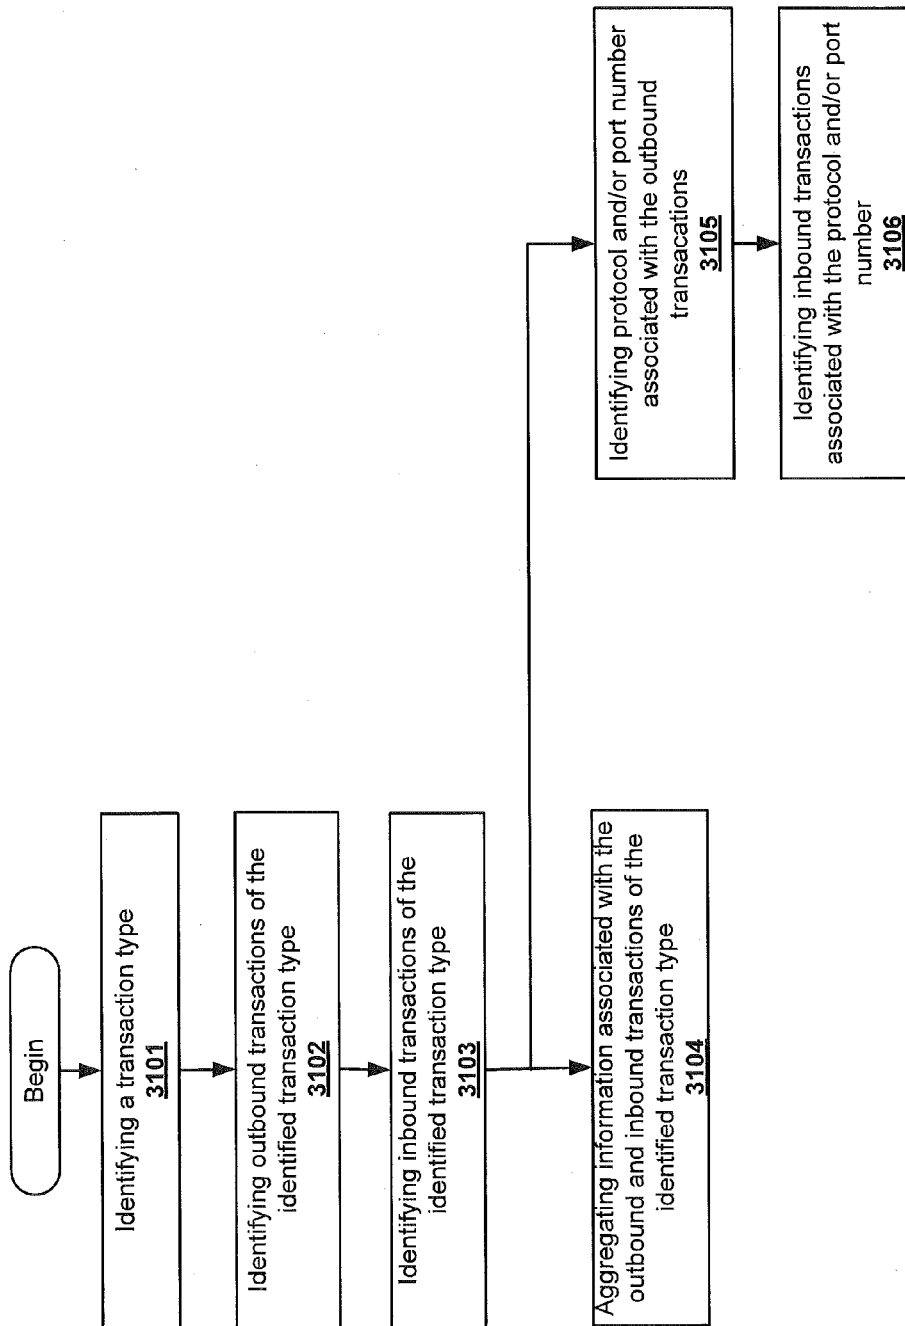 Begin
Identifying a transaction type
3101
Identifying outbound transactions of the
identified transaction type
3102
Identifying inbound transactions of the
identified transaction type
3103
Aggregating information associated with the
outbound and inbound transactions of the
identified transaction type
3104
Identifying protocol and/or port number
associated with the outbound
transacations
3105
Identifying inbound transactions
associated with the protocol and/or port
number
3106